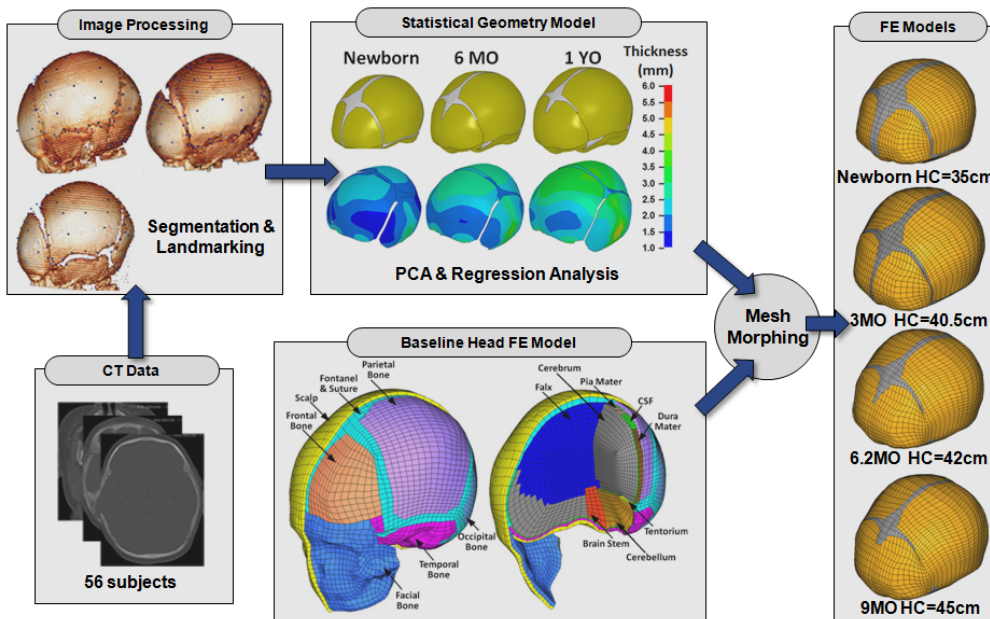 Image Processing
Segmentation &
Landmarking
Statistical Geometry Model
Newborn
6 MO
1 YO
Thickness
(mm)
6.0
5.5
5.0
4.5
4.0
3.5
3.0
2.5
2.0
1.5
1.0
PCA & Regression Analysis
CT Data
56 subjects
Baseline Head FE Model
Parietal
Bone
Fontanel
& Suture
Scalp
Frontal
Bone
Occipital
Bone
Temporal
Bone
Facial
Bone
Cerebrum
Falx
Pia Mater
CSF
Dura
Mater
Tentorium
Brain Stem
Cerebellum
Mesh
Morphing
FE Models
Newborn HC=35cm
3MO HC=40.5cm
6.2MO HC=42cm
9MO HC=45cm